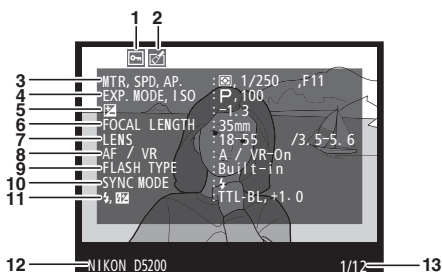 1 2
3 MTR, SPD, AP. : , 1/250 , F11
4 EXP. MODE, ISO : P, 100
5 : -1.3
6 FOCAL LENGTH : 35mm
7 LENS : 18-55 /3.5-5.6
8 AF / VR : A / VR-On
9 FLASH TYPE : Built-in
10 SYNC MODE :
11 , : TTL-BL, +1.0
12 NIKON D5200 1/12 13